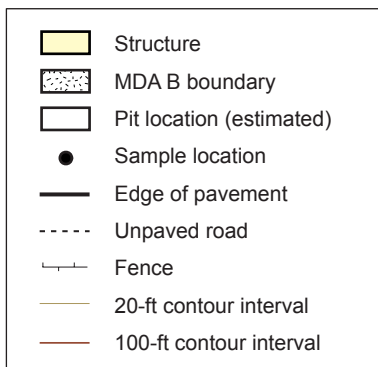 Structure
MDA B boundary
Pit location (estimated)
Sample location
Edge of pavement
Unpaved road
Fence
20-ft contour interval
100-ft contour interval